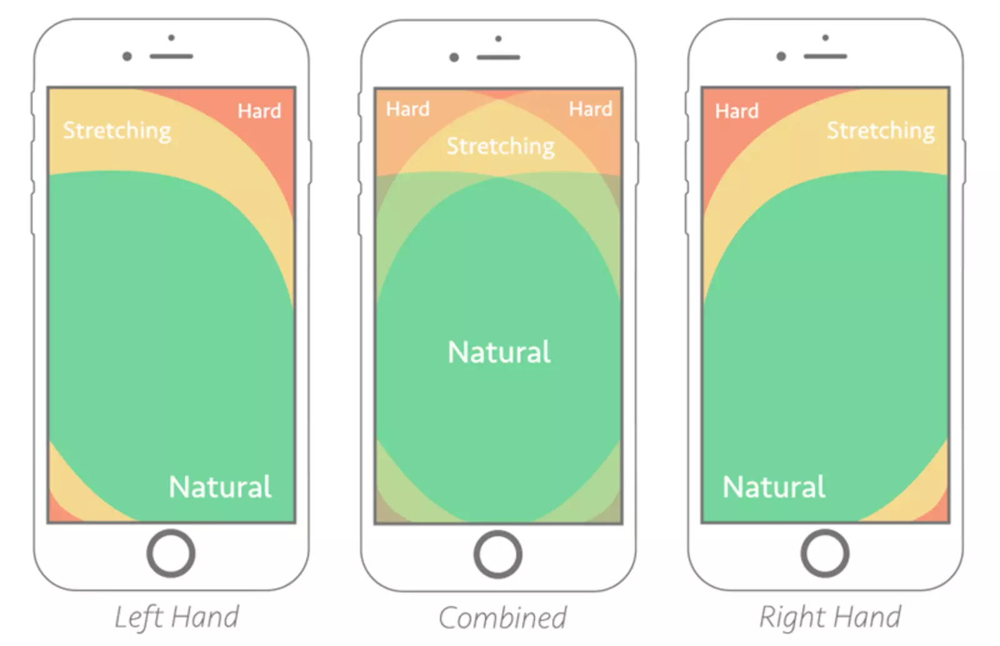 Hard
Stretching
Natural
Left Hand
Hard
Hard
Stretching
Natural
Combined
Hard
Stretching
Natural
Right Hand